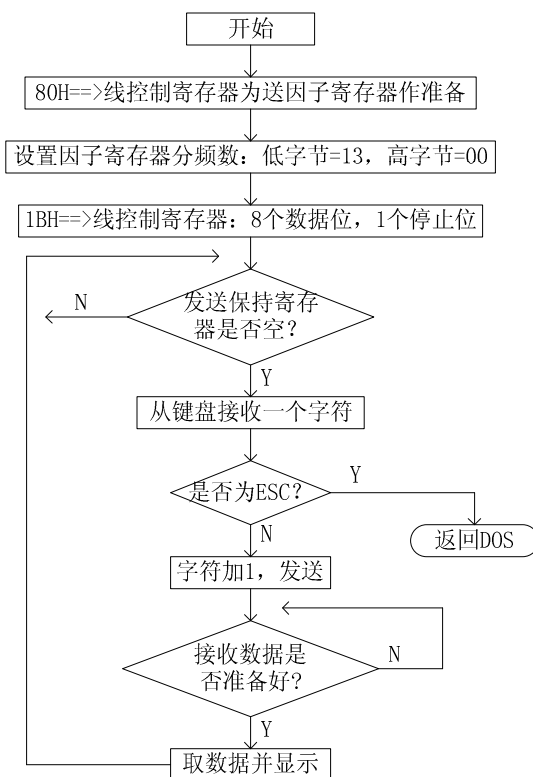 开始
80H==>线控制寄存器为送因子寄存器作准备
设置因子寄存器分频数：低字节=13，高字节=00
1BH==>线控制寄存器：8个数据位，1个停止位
N
发送保持寄存
器是否空？
Y
从键盘接收一个字符
是否为ESC？
Y
N
返回DOS
字符加1，发送
接收数据是
否准备好？
N
Y
取数据并显示